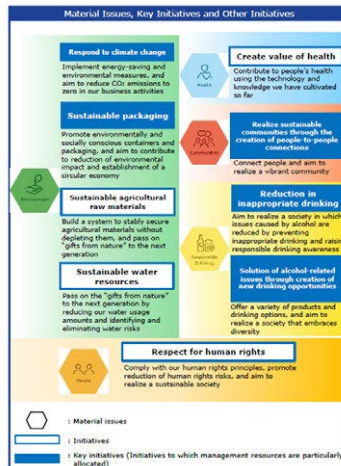 Material Issues, Key Initiatives and Other Initiatives
Respond to climate change
Implement energy-saving and
environmental measures, and
aim to reduce CO₂ emissions to
zero in our business activities
Sustainable packaging
Promote environmentally and
socially conscious containers and
packaging, and aim to contribute
to reduction of environmental
impact and establishment of a
circular economy
Environment
Sustainable agricultural
raw materials
Build a system to stably secure
agricultural materials without
depleting them, and pass on
"gifts from nature" to the next
generation
Sustainable water
resources
Pass on the "gifts from nature"
to the next generation by
reducing our water usage
amounts and identifying and
eliminating water risks
Create value of health
Health
Contribute to people's health
using the technology and
knowledge we have cultivated
so far
Realize sustainable
communities through the
creation of people-to-people
connections
Communities
Connect people and aim to
realize a vibrant community
Reduction in
inappropriate drinking
Aim to realize a society in which
issues caused by alcohol are
reduced by preventing
inappropriate drinking and raisin
responsible drinking awareness
Responsible
Drinking
Solution of alcohol-related
issues through creation of
new drinking opportunities
Offer a variety of products and
drinking options, and aim to
realize a society that embraces
diversity
Respect for human rights
People
Comply with our human rights principles, promote
reduction of human rights risks, and aim to
realize a sustainable society
: Material issues
: Initiatives
: Key initiatives (Initiatives to which management resources are particularly
allocated)